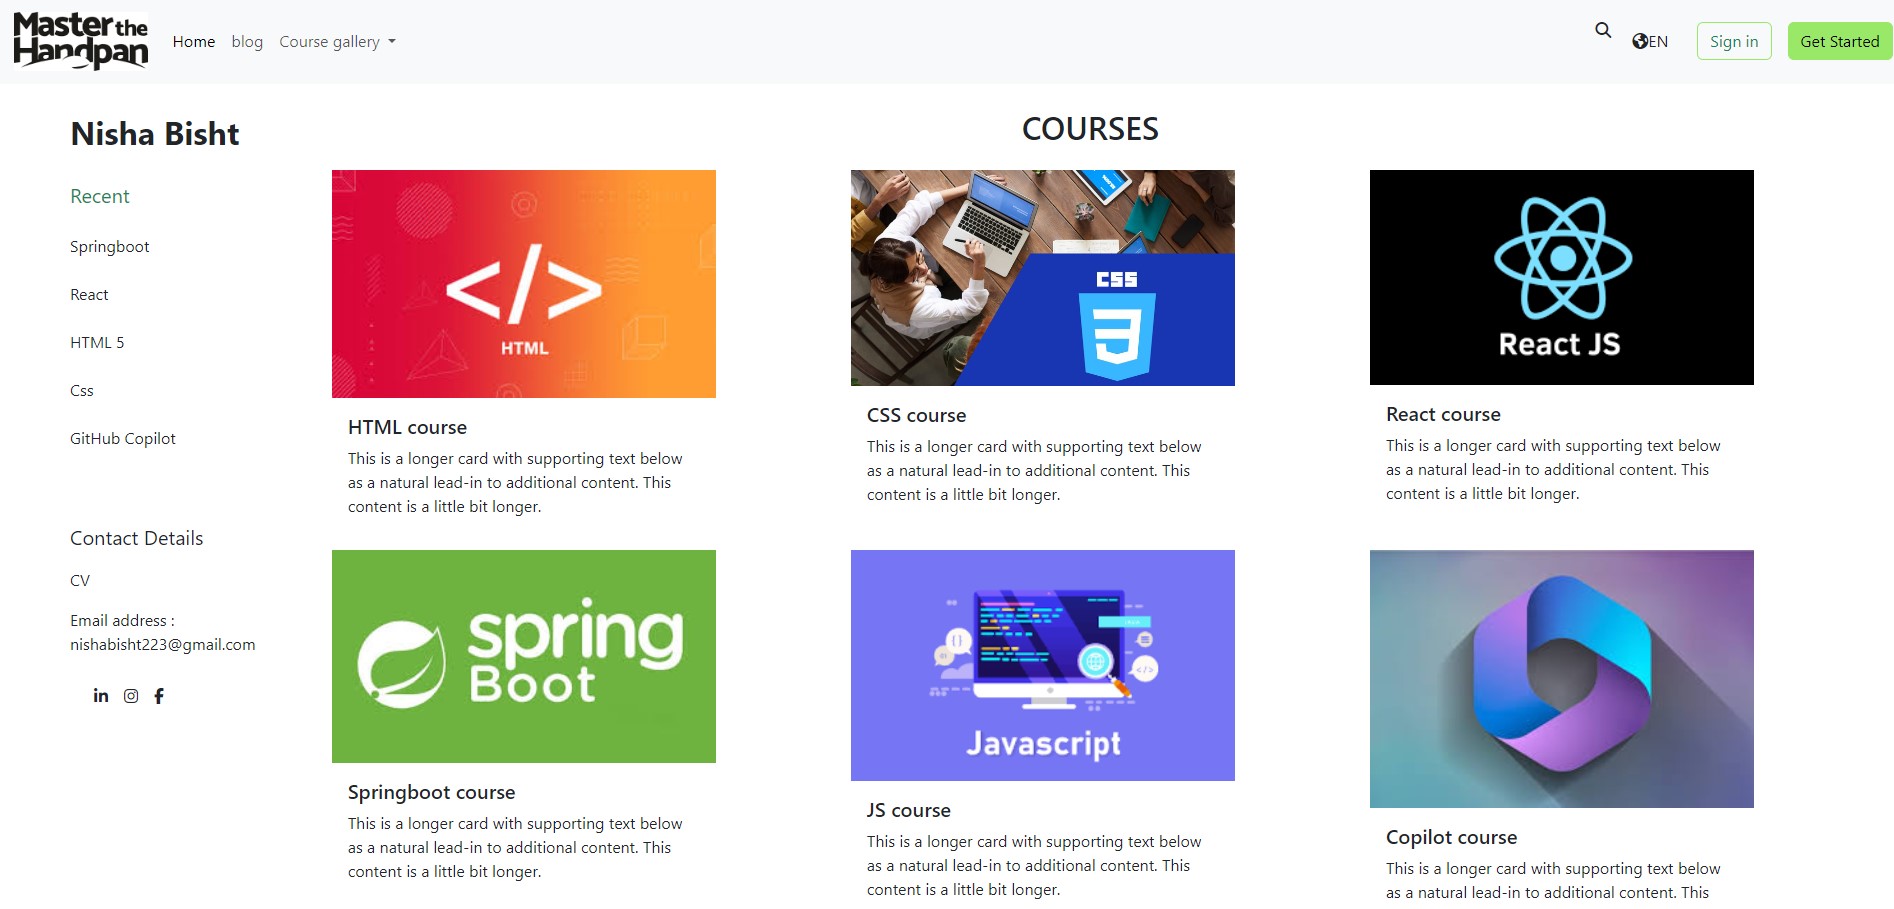 Master the
Handpan
Home
blog
Course gallery
EN
Sign in
Get Started
Nisha Bisht
Recent
Springboot
React
HTML 5
Css
GitHub Copilot
Contact Details
CV
Email address :
nishabisht223@gmail.com
in
COURSES
</>
HTML
HTML course
This is a longer card with supporting text below
as a natural lead-in to additional content. This
content is a little bit longer.
CSS
CSS course
This is a longer card with supporting text below
as a natural lead-in to additional content. This
content is a little bit longer.
React JS
React course
This is a longer card with supporting text below
as a natural lead-in to additional content. This
content is a little bit longer.
spring
Boot
Springboot course
This is a longer card with supporting text below
as a natural lead-in to additional content. This
content is a little bit longer.
Javascript
JS course
This is a longer card with supporting text below
as a natural lead-in to additional content. This
content is a little bit longer.
Copilot course
This is a longer card with supporting text below
as a natural lead-in to additional content. This